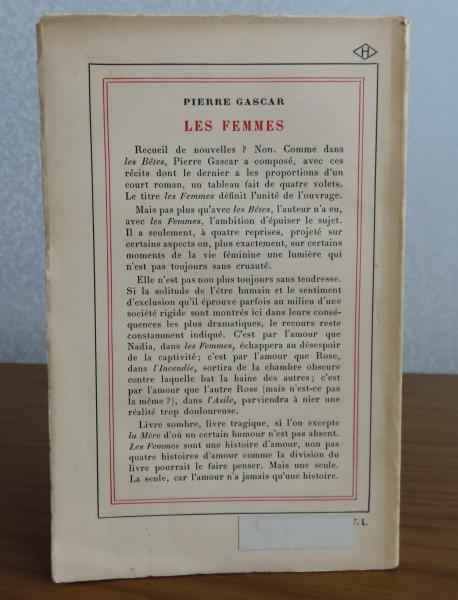 H
PIERRE GASCAR
LES FEMMES
Recueil de nouvelles ? Non. Comme dans
les Bêtes, Pierre Gascar a composé, avec ces
récits dont le dernier a les proportions d'un
court roman, un tableau fait de quatre volets.
Le titre les Femmes définit l'unité de l'ouvrage.
Mais pas plus qu'avec les Bêtes, l'auteur n'a eu,
avec les Femmes, l'ambition d'épuiser le sujet.
Il a seulement, à quatre reprises, projeté sur
certains aspects ou, plus exactement, sur certains
moments de la vie féminine une lumière qui
n'est pas toujours sans cruauté.
Elle n'est pas non plus toujours sans tendresse.
Si la solitude de l'être humain et le sentiment
d'exclusion qu'il éprouve parfois au milieu d'une
société rigide sont montrés ici dans leurs consé-
quences les plus dramatiques, le recours reste
constamment indiqué. C'est par l'amour que
Nadia, dans les Femmes, échappera au désespoir
de la captivité ; c'est par l'amour que Rose,
dans l'Incendie, sortira de la chambre obscure
contre laquelle bat la haine des autres ; c'est
par l'amour que l'autre Rose (mais n'est-ce pas
la même ?), dans l'Asile, parviendra à nier une
réalité trop douloureuse.
Livre sombre, livre tragique, si l'on excepte
la Mère d'où un certain humour n'est pas absent.
Les Femmes sont une histoire d'amour, non pas
quatre histoires d'amour comme la division du
livre pourrait le faire penser. Mais une seule.
La seule, car l'amour n'a jamais qu'une histoire.
T. L.